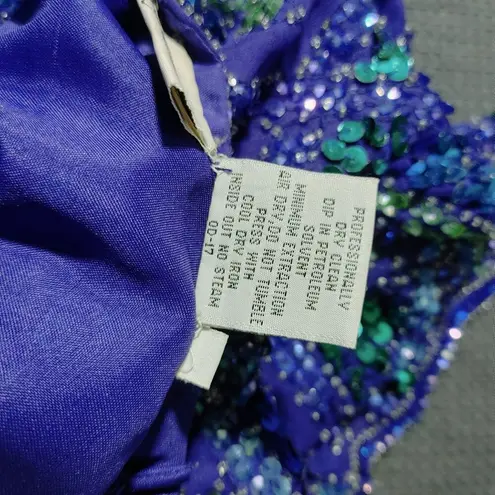 PROFESSIONALLY
DRY CLEAN
DIP IN PETROLEUM
SOLVENT
MINIMUM EXTRACTION
AIR DRY, DO NOT TUMBLE
PRESS WITH
COOL DRY IRON
INSIDE OUT NO STEAM
00-17